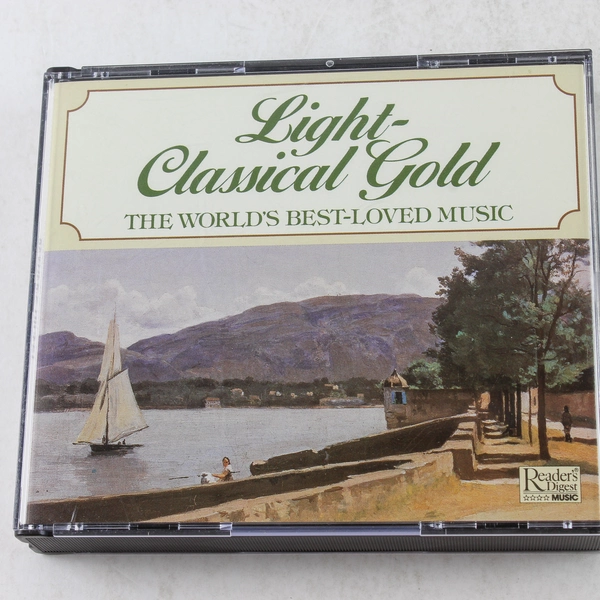 Light-
Classical Gold
THE WORLD'S BEST-LOVED MUSIC
Reader's®
Digest
☆☆☆☆ MUSIC